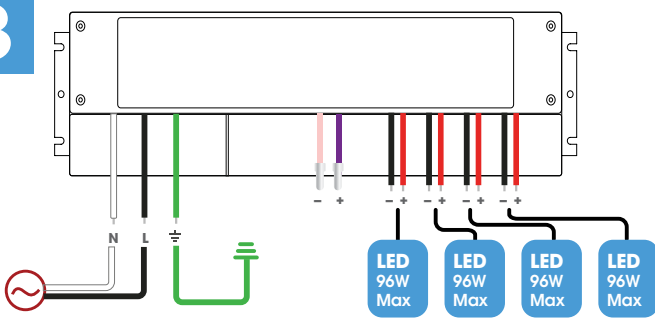 3
N L
- + - + - + - + - +
LED LED LED LED
96W 96W 96W 96W
Max Max Max Max